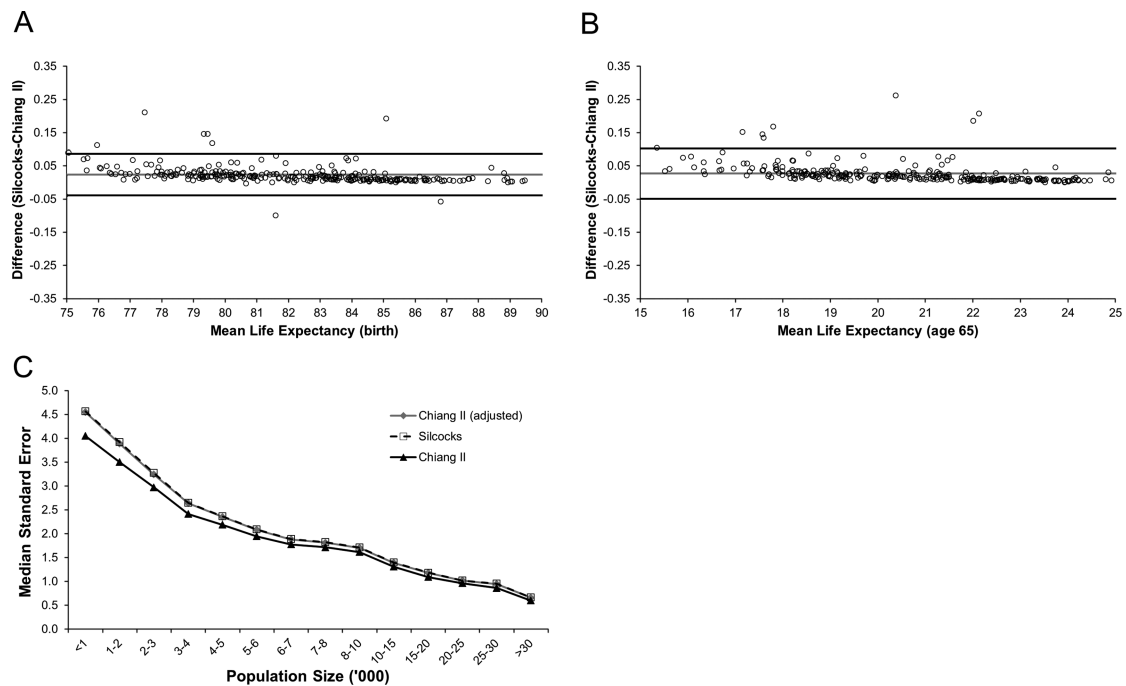 A
Difference (Silcocks-Chiang II)
0.35
0.25
0.15
0.05
-0.05
-0.15
-0.25
-0.35
75 76 77 78 79 80 81 82 83 84 85 86 87 88 89 90
Mean Life Expectancy (birth)
B
Difference (Silcocks-Chiang II)
0.35
0.25
0.15
0.05
-0.05
-0.15
-0.25
-0.35
15 16 17 18 19 20 21 22 23 24 25
Mean Life Expectancy (age 65)
C
Median Standard Error
5.0
4.5
4.0
3.5
3.0
2.5
2.0
1.5
1.0
0.5
0.0
Chiang II (adjusted)
Silcocks
Chiang II
<1 1-2 2-3 3-4 4-5 5-6 6-7 7-8 8-10 10-15 15-20 20-25 25-30 >30
Population Size ('000)